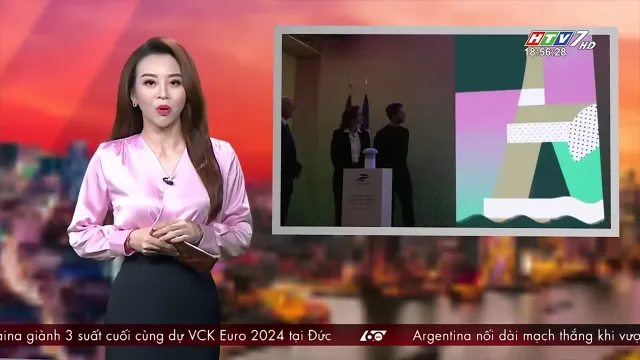 HTV7 HD
18:56:28
aina giành 3 suất cuối cùng dự VCK Euro 2024 tại Đức
Argentina nối dài mạch thắng khi vượ